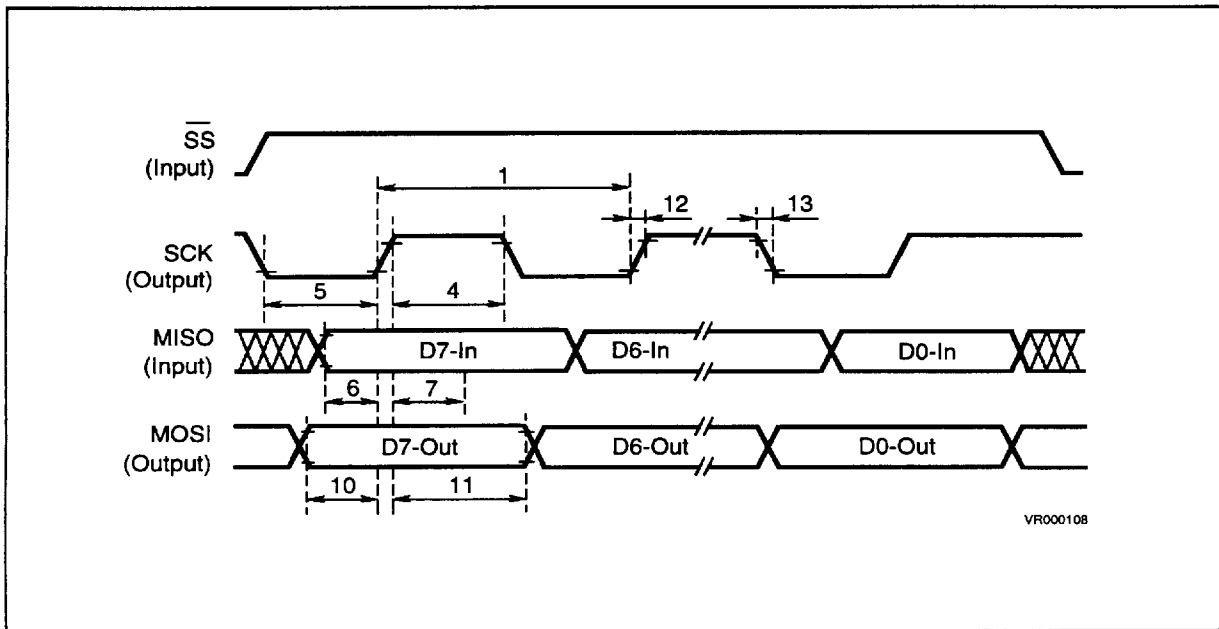 SS
(Input)
1
12
13
SCK
(Output)
5
4
MISO
(Input)
D7-In
D6-In
D0-In
6
7
MOSI
(Output)
D7-Out
D6-Out
D0-Out
10
11
VR000108